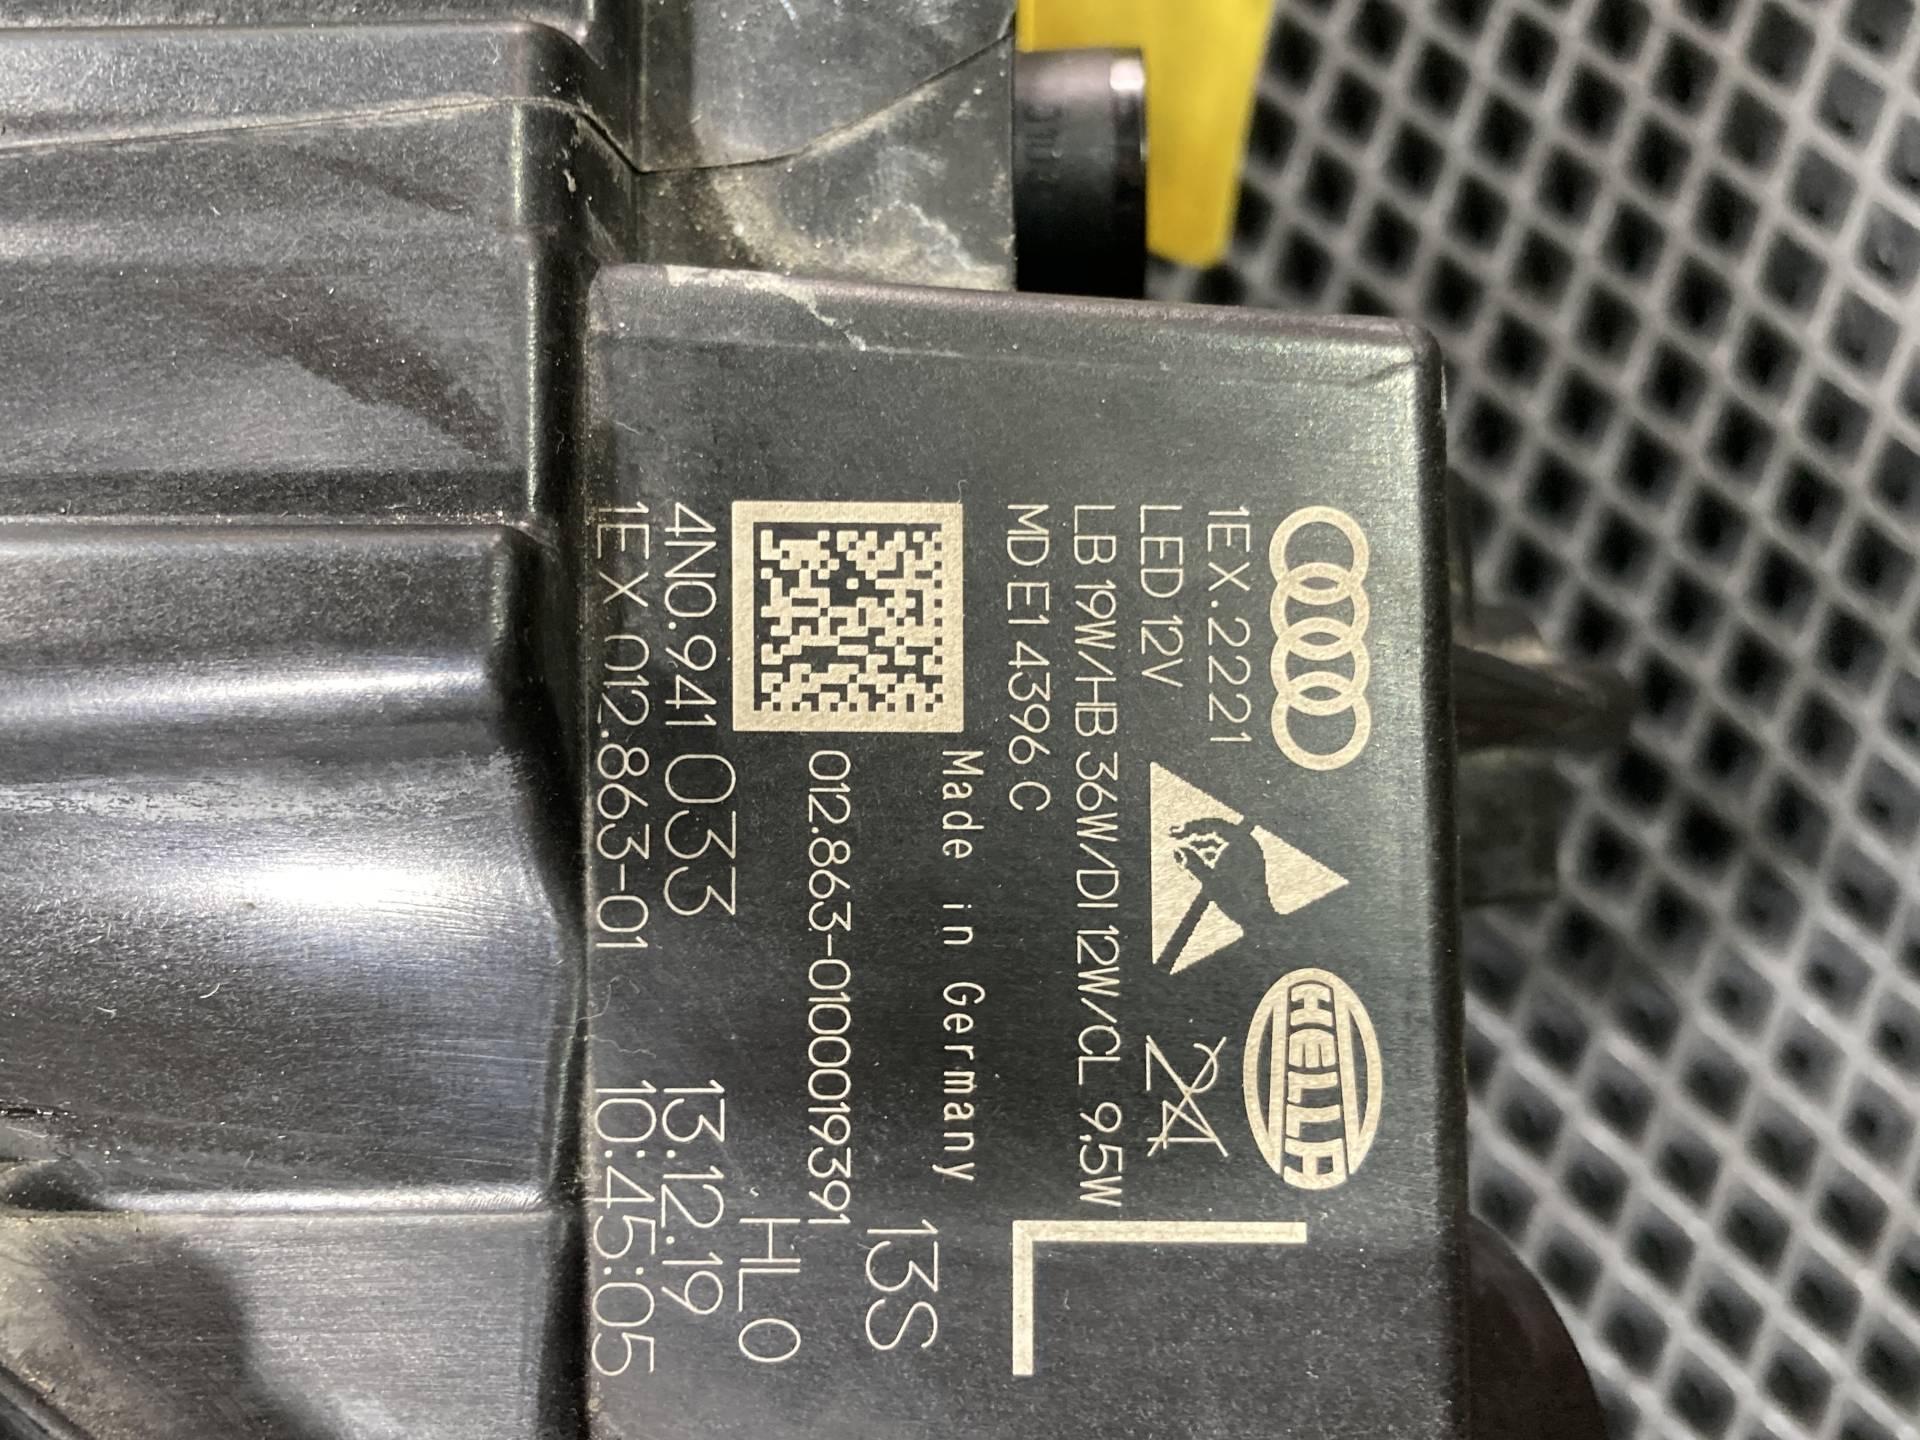 1EX.2221
HELLA
LED 12V
LB 19W/HB 36W/DI 12W/CL 9.5W
MD E1 4396 C
L
Made in Germany
13S
012.863-0100019391
HL0
4N0.941 033
13.12.19
1EX 012.863-01
10:45:05